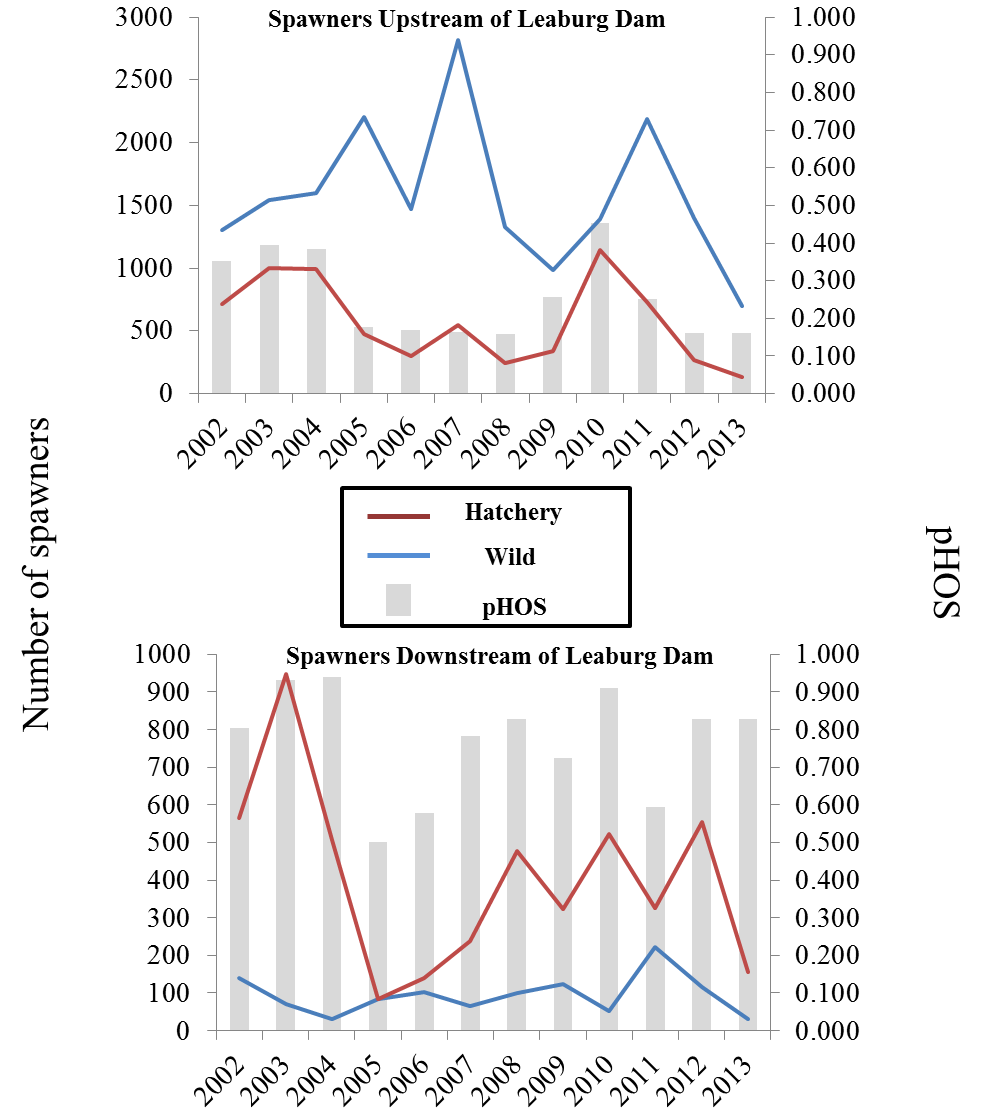 Spawners Upstream of Leaburg Dam
3000 1.000
2500 0.900
2000 0.800
1500 0.700
1000 0.600
500 0.500
0 0.400
0.300
0.200
0.100
0.000
2002 2003 2004 2005 2006 2007 2008 2009 2010 2011 2012 2013
Number of spawners
pHOS
Hatchery
Wild
pHOS
Spawners Downstream of Leaburg Dam
1000 1.000
900 0.900
800 0.800
700 0.700
600 0.600
500 0.500
400 0.400
300 0.300
200 0.200
100 0.100
0 0.000
2002 2003 2004 2005 2006 2007 2008 2009 2010 2011 2012 2013